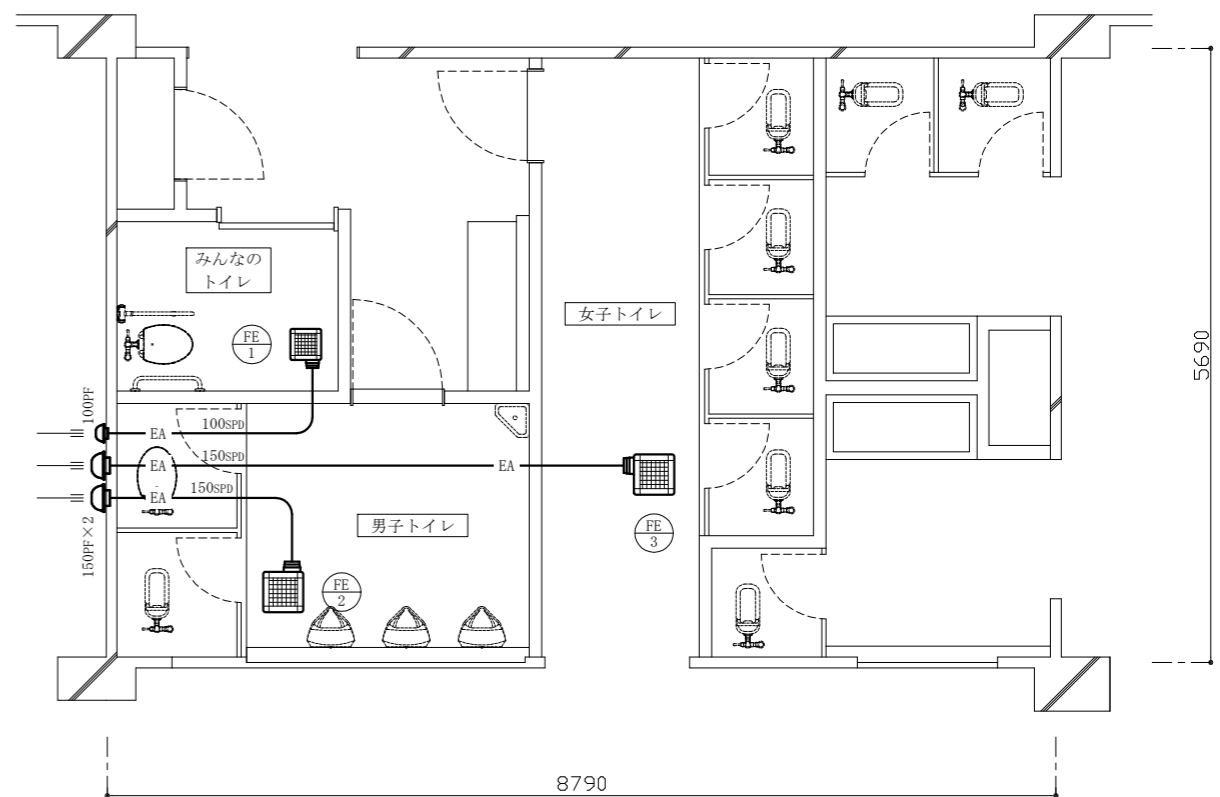 みんなの
トイレ
FE
1
女子トイレ
5690
100PF
EA
100SPD
EA
150SPD
EA
EA
150SPD
150PF×2
男子トイレ
FE
3
FE
2
8790